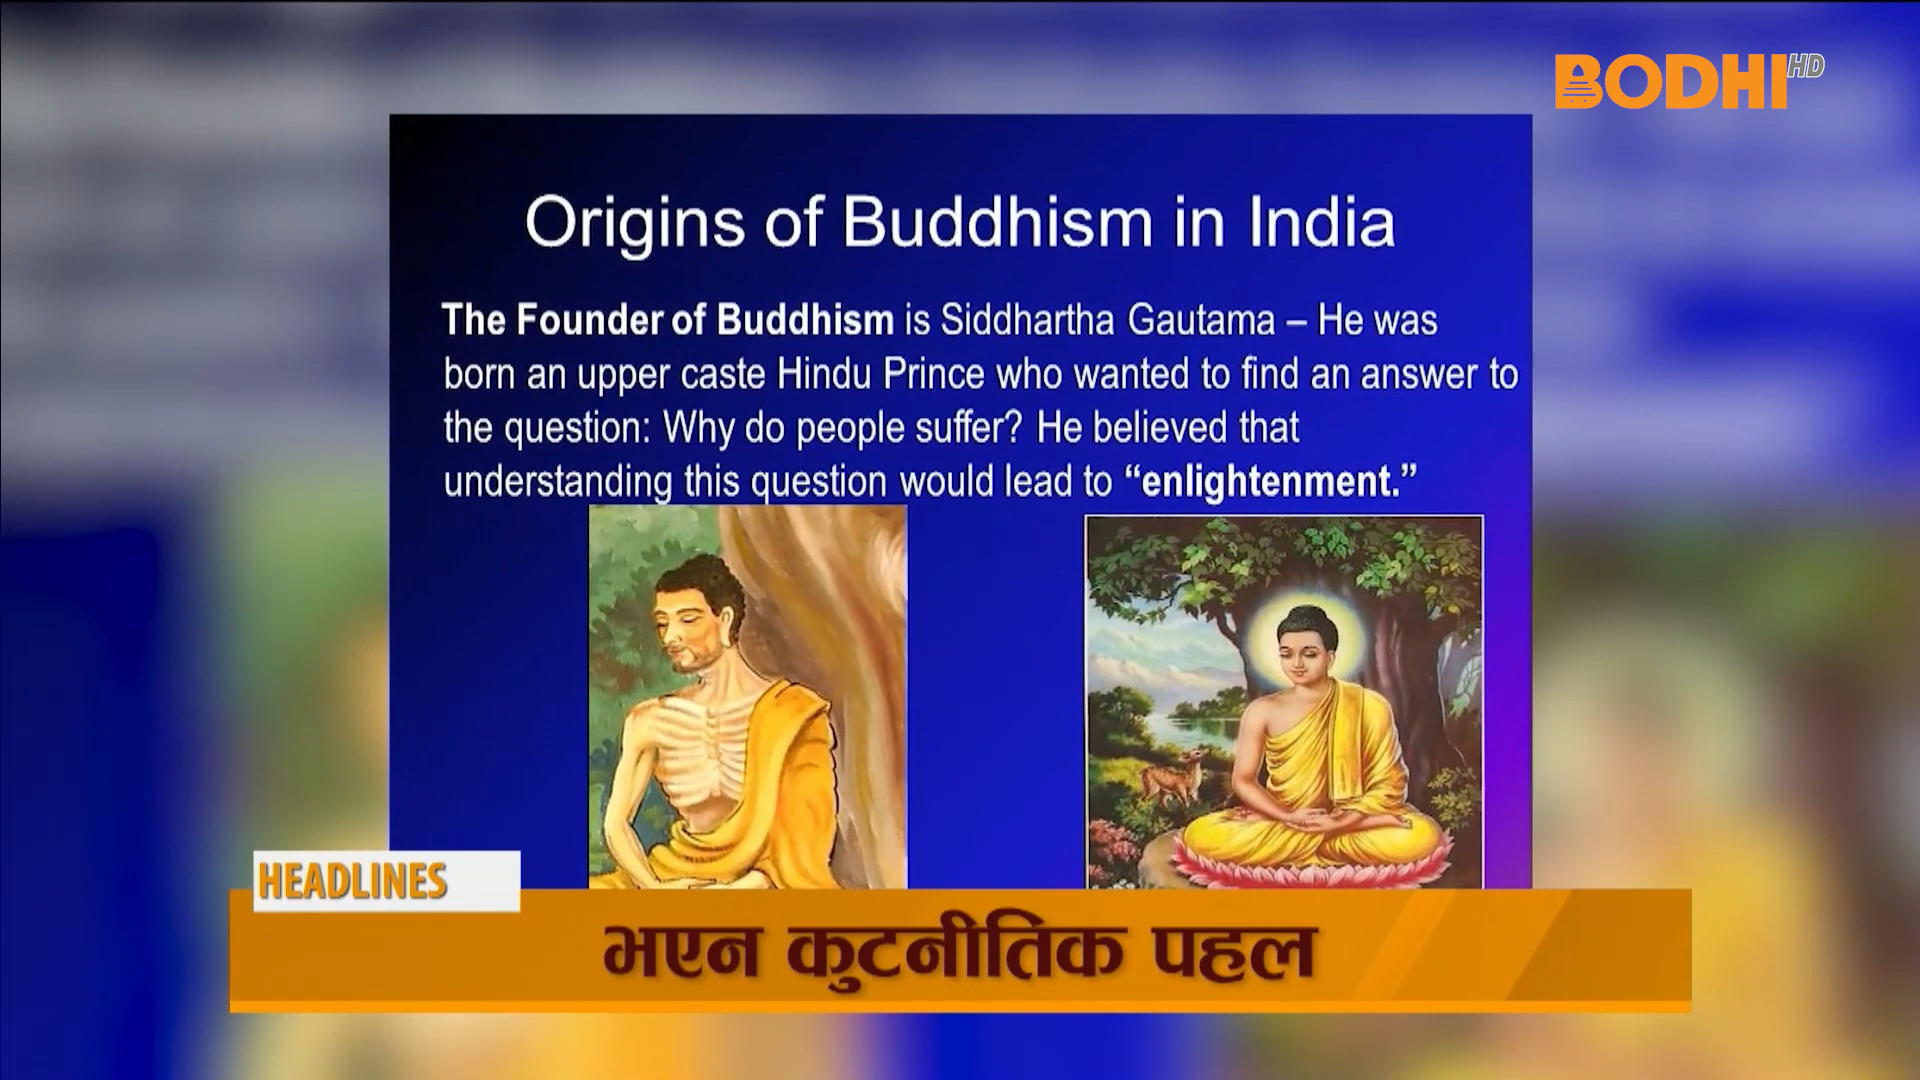 BODHI HD
Origins of Buddhism in India
The Founder of Buddhism is Siddhartha Gautama – He was
born an upper caste Hindu Prince who wanted to find an answer to
the question: Why do people suffer? He believed that
understanding this question would lead to “enlightenment.”
HEADLINES
भएन कुटनीतिक पहल